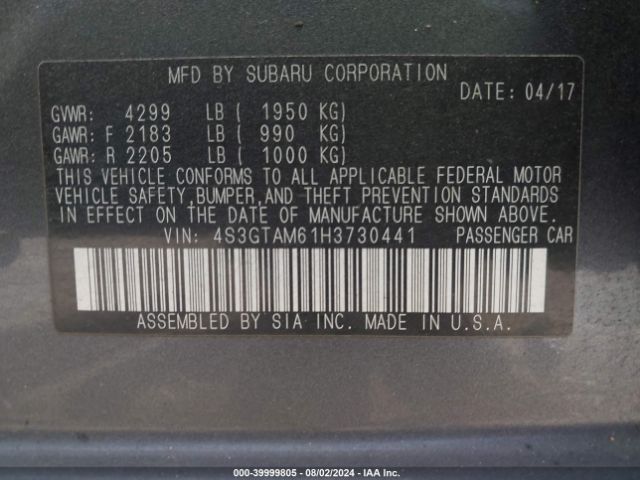 MFD BY SUBARU CORPORATION
DATE: 04/17
GVWR: 4299 LB ( 1950 KG)
GAWR: F 2183 LB ( 990 KG)
GAWR: R 2205 LB ( 1000 KG)
THIS VEHICLE CONFORMS TO ALL APPLICABLE FEDERAL MOTOR
VEHICLE SAFETY, BUMPER, AND THEFT PREVENTION STANDARDS
IN EFFECT ON THE DATE OF MANUFACTURE SHOWN ABOVE.
VIN: 4S3GTAM61H3730441 PASSENGER CAR
ASSEMBLED BY SIA INC. MADE IN U.S.A.
000-39999805 - 08/02/2024 - IAA Inc.